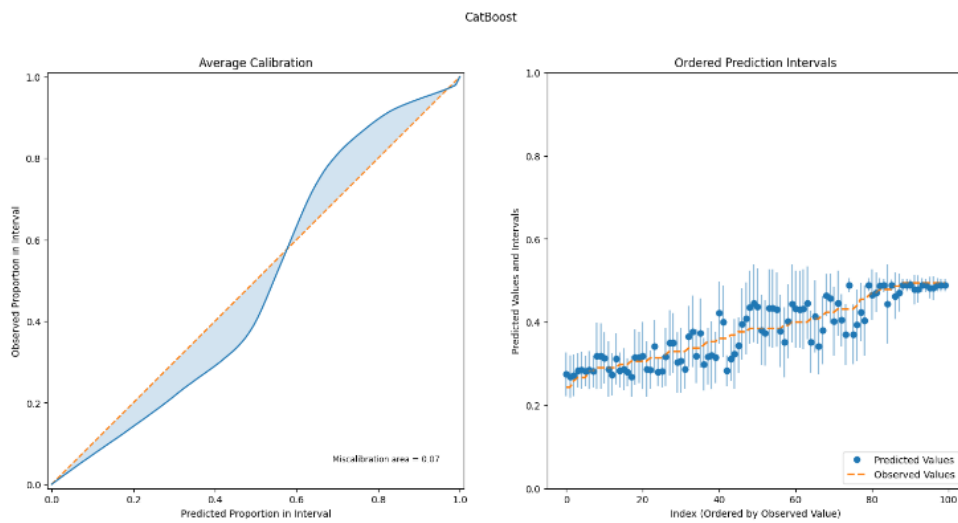 CatBoost
Average Calibration
Observed Proportion in Interval
1.0
0.8
0.6
0.4
0.2
0.0
Miscalibration area = 0.07
0.0 0.2 0.4 0.6 0.8 1.0
Predicted Proportion in Interval
Ordered Prediction Intervals
Predicted Values and Intervals
1.0
0.8
0.6
0.4
0.2
0.0
Predicted Values
Observed Values
0 20 40 60 80 100
Index (Ordered by Observed Value)